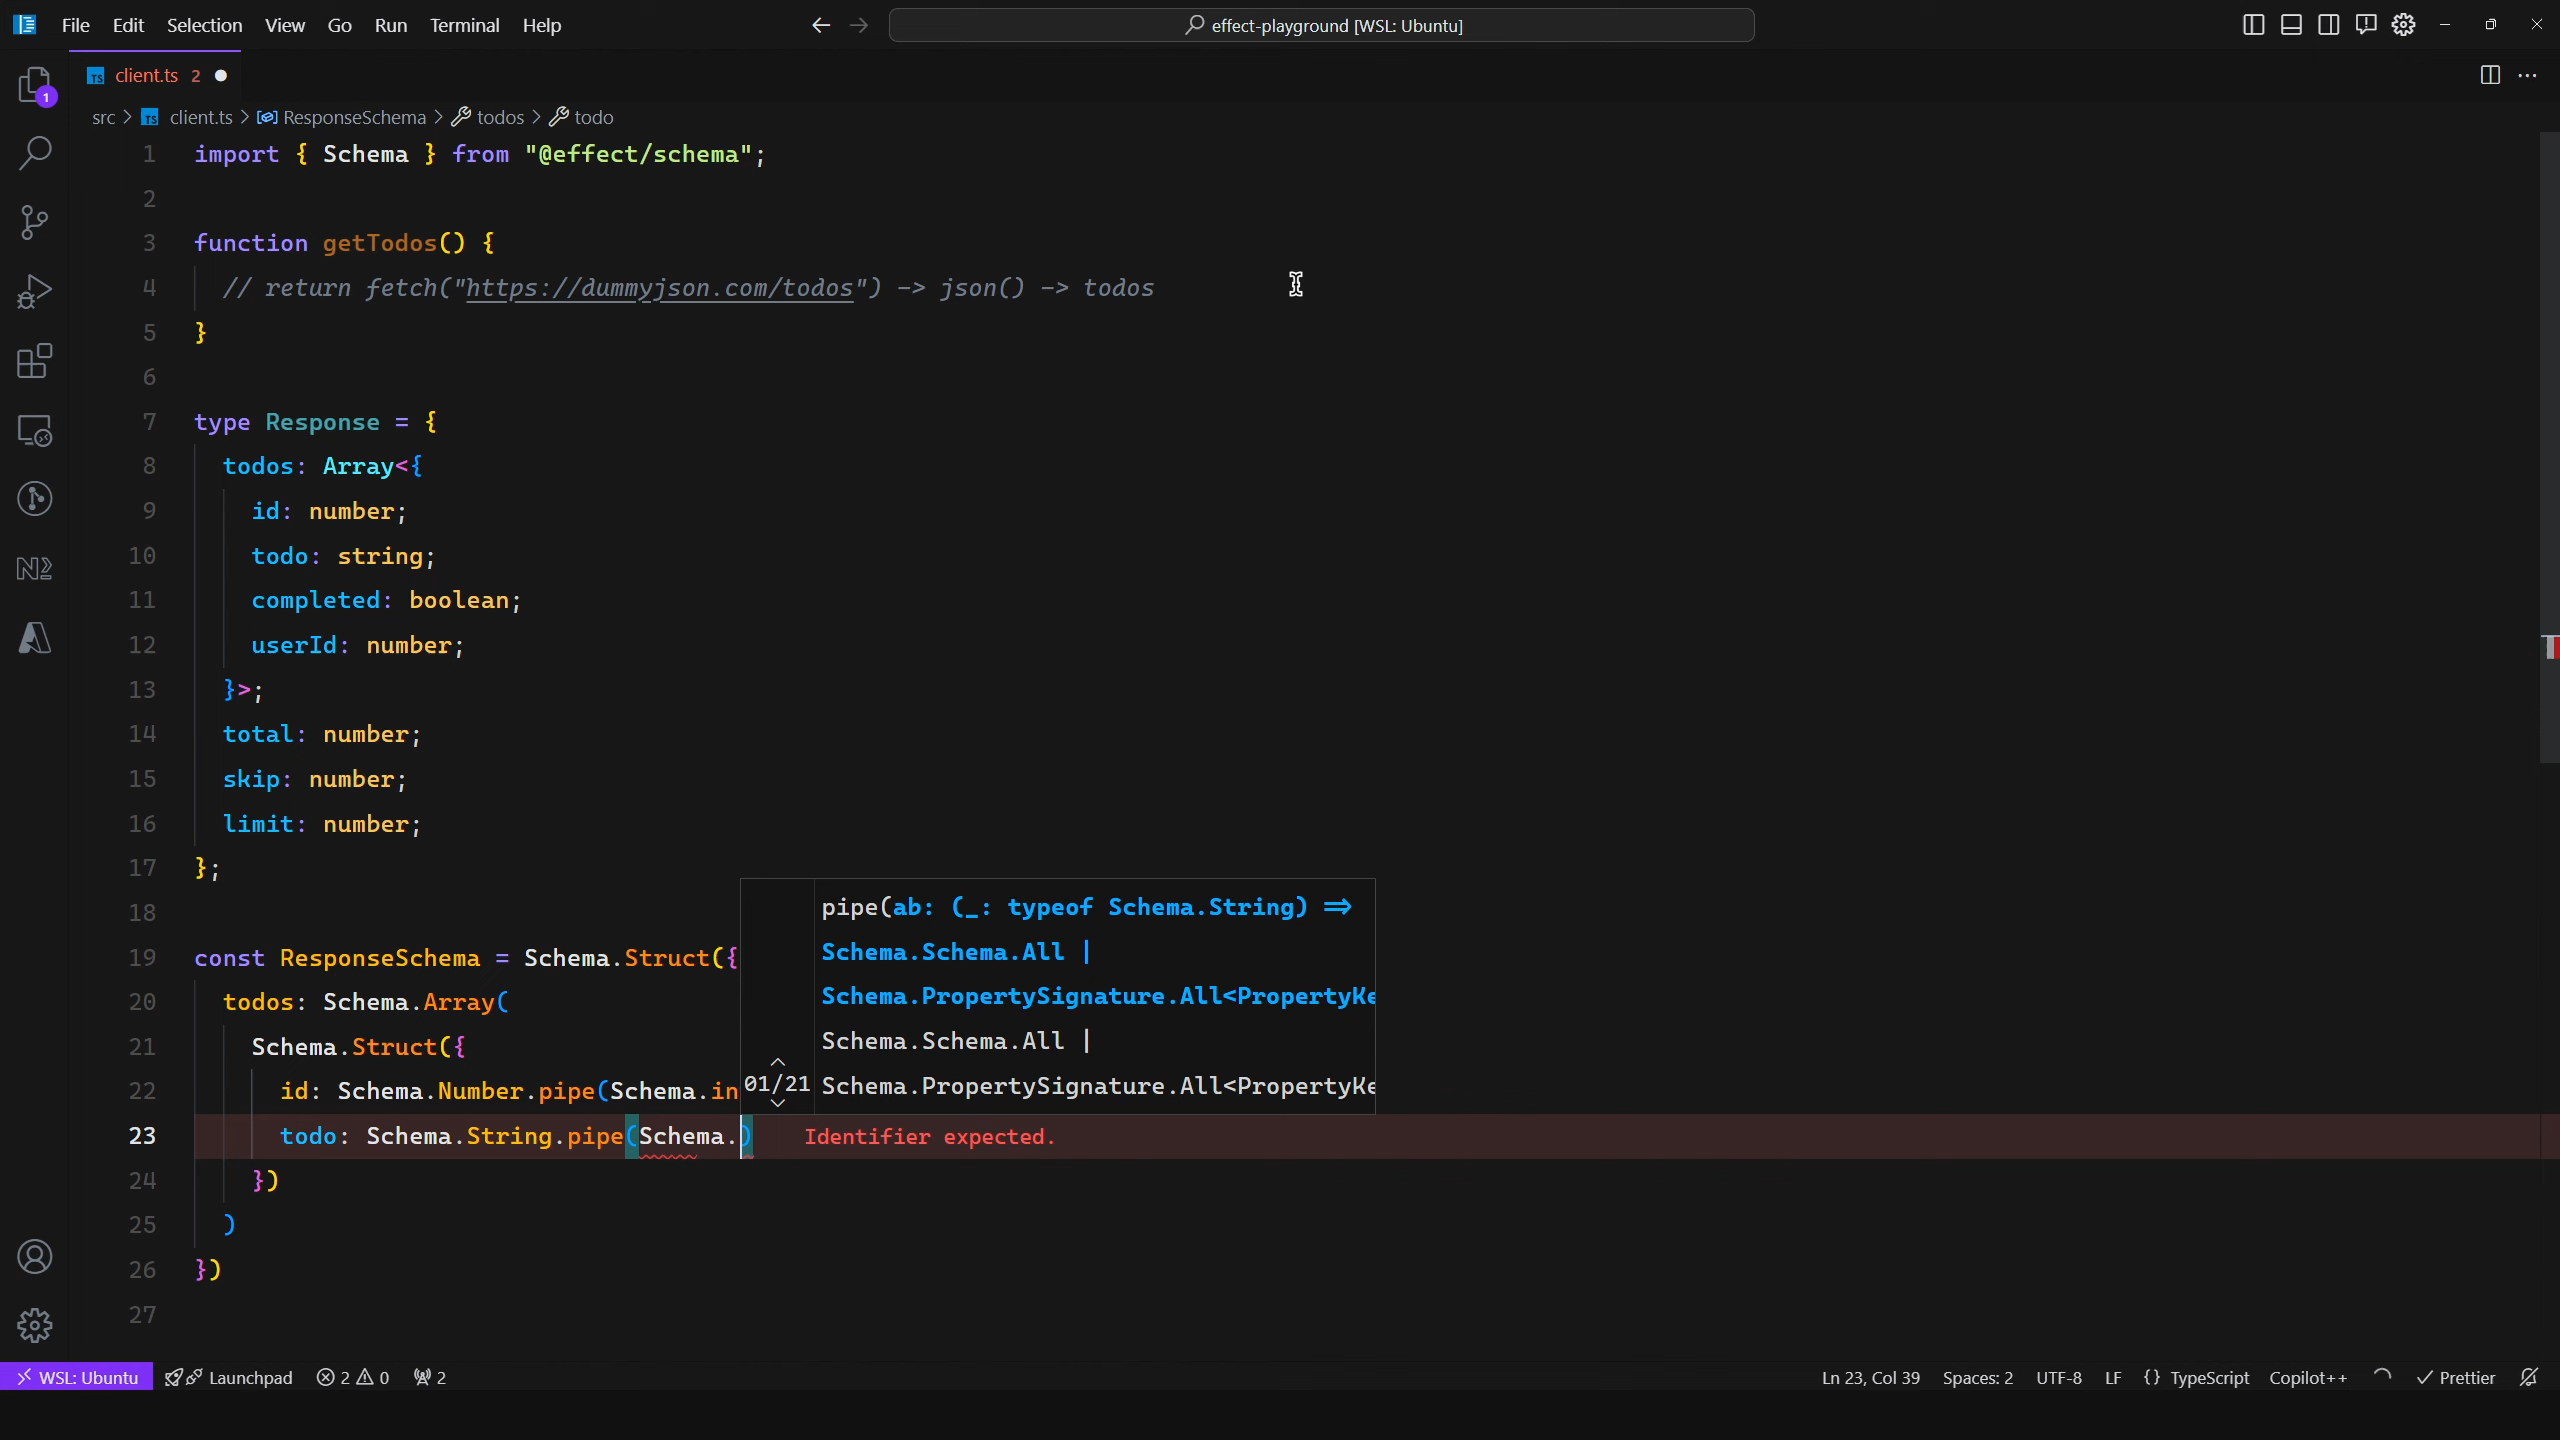 File Edit Selection View Go Run Terminal Help
effect-playground [WSL: Ubuntu]
1
TS client.ts 2
src > TS client.ts > ResponseSchema > todos > todo
1 import { Schema } from "@effect/schema";
2
3 function getTodos() {
4 // return fetch("https://dummyjson.com/todos") -> json() -> todos
5 }
6
7 type Response = {
8 todos: Array<{
9 id: number;
10 todo: string;
11 completed: boolean;
12 userId: number;
13 }>;
14 total: number;
15 skip: number;
16 limit: number;
17 };
18
pipe(ab: (_: typeof Schema.String) =>
Schema.Schema.All |
Schema.PropertySignature.All<PropertyKe
Schema.Schema.All |
01/21 Schema.PropertySignature.All<PropertyKe
19 const ResponseSchema = Schema.Struct({
20 todos: Schema.Array(
21 Schema.Struct({
22 id: Schema.Number.pipe(Schema.in
23 todo: Schema.String.pipe(Schema.) Identifier expected.
24 })
25 )
26 })
27
WSL: Ubuntu Launchpad 2 0 2 Ln 23, Col 39 Spaces: 2 UTF-8 LF {} TypeScript Copilot++ Prettier